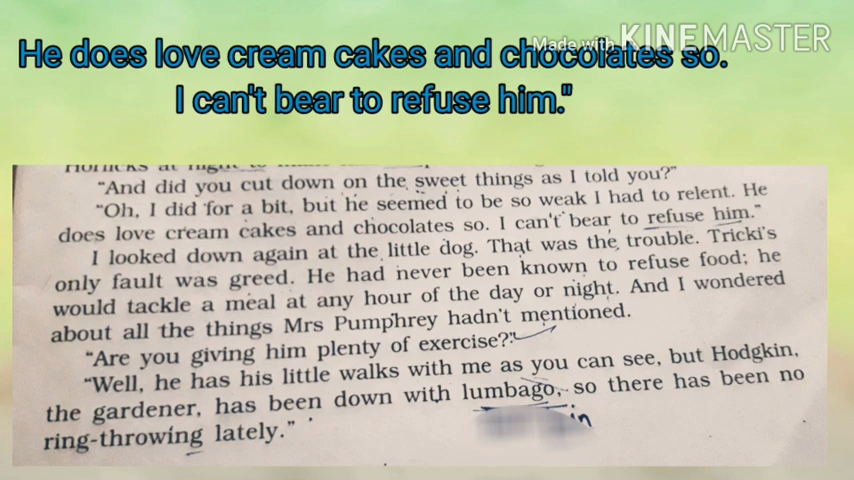 Made with KINEMASTER
He does love cream cakes and chocolates so.
I can't bear to refuse him."
"And did you cut down on the sweet things as I told you?"
"Oh, I did for a bit, but he seemed to be so weak I had to relent. He
does love cream cakes and chocolates so. I can't bear to refuse him."
I looked down again at the little dog. That was the trouble. Tricki's
only fault was greed. He had never been known to refuse food; he
would tackle a meal at any hour of the day or night. And I wondered
about all the things Mrs Pumphrey hadn't mentioned.
"Are you giving him plenty of exercise?"
"Well, he has his little walks with me as you can see, but Hodgkin,
the gardener, has been down with lumbago, so there has been no
ring-throwing lately."
in